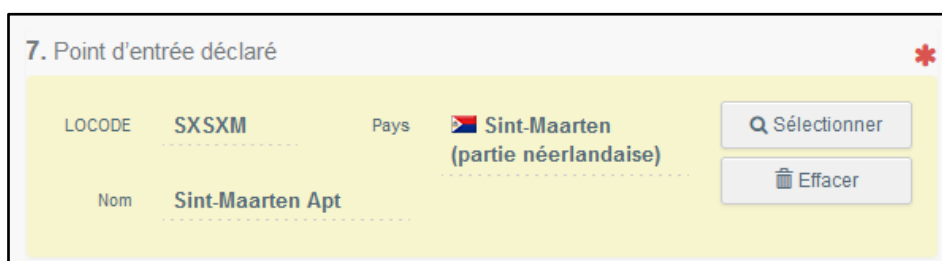 7. Point d'entrée déclaré *
LOCODE SXSXM Pays Sint-Maarten Sélectionner
(partie néerlandaise)
Effacer
Nom Sint-Maarten Apt